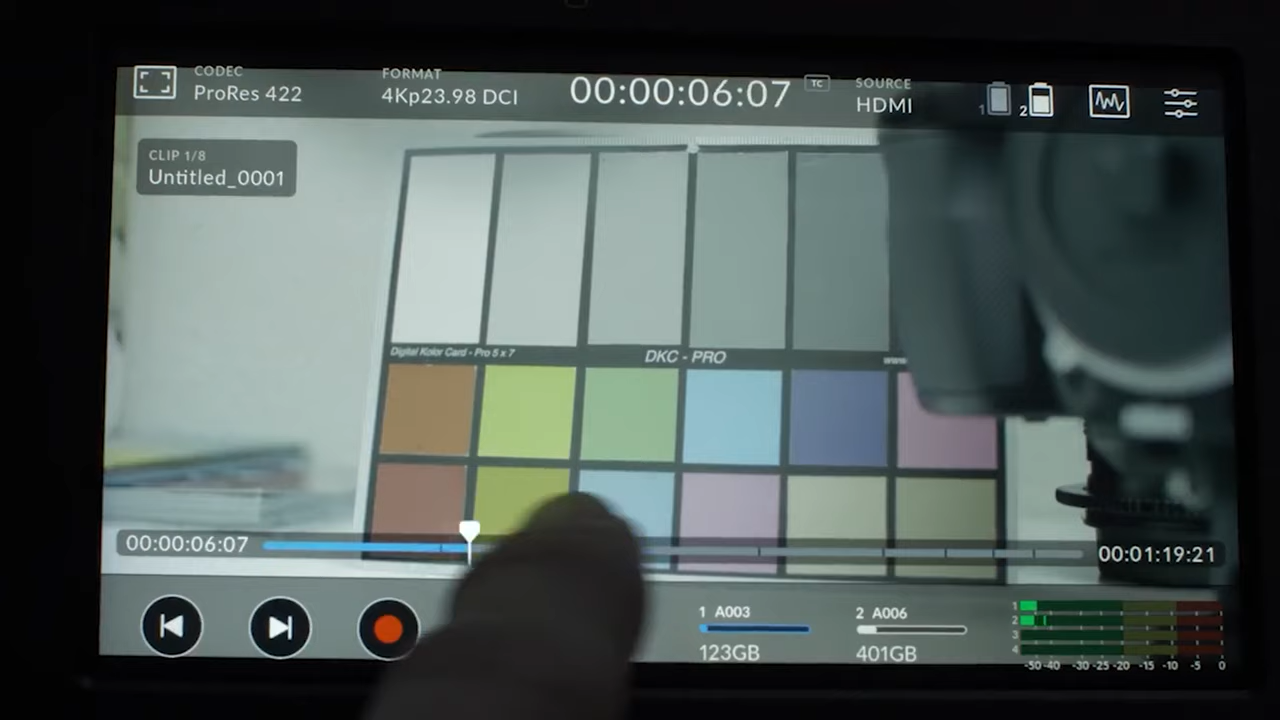 CODEC
ProRes 422
FORMAT
4Kp23.98 DCI
00:00:06:07
TC
SOURCE
HDMI
1
2
CLIP 1/8
Untitled_0001
Digital Kolor Card - Pro 5 x 7
DKC - PRO
www
00:00:06:07
00:01:19:21
1 A003
123GB
2 A006
401GB
1
2
3
4
-50 -40 -30 -25 -20 -15 -10 -5 0